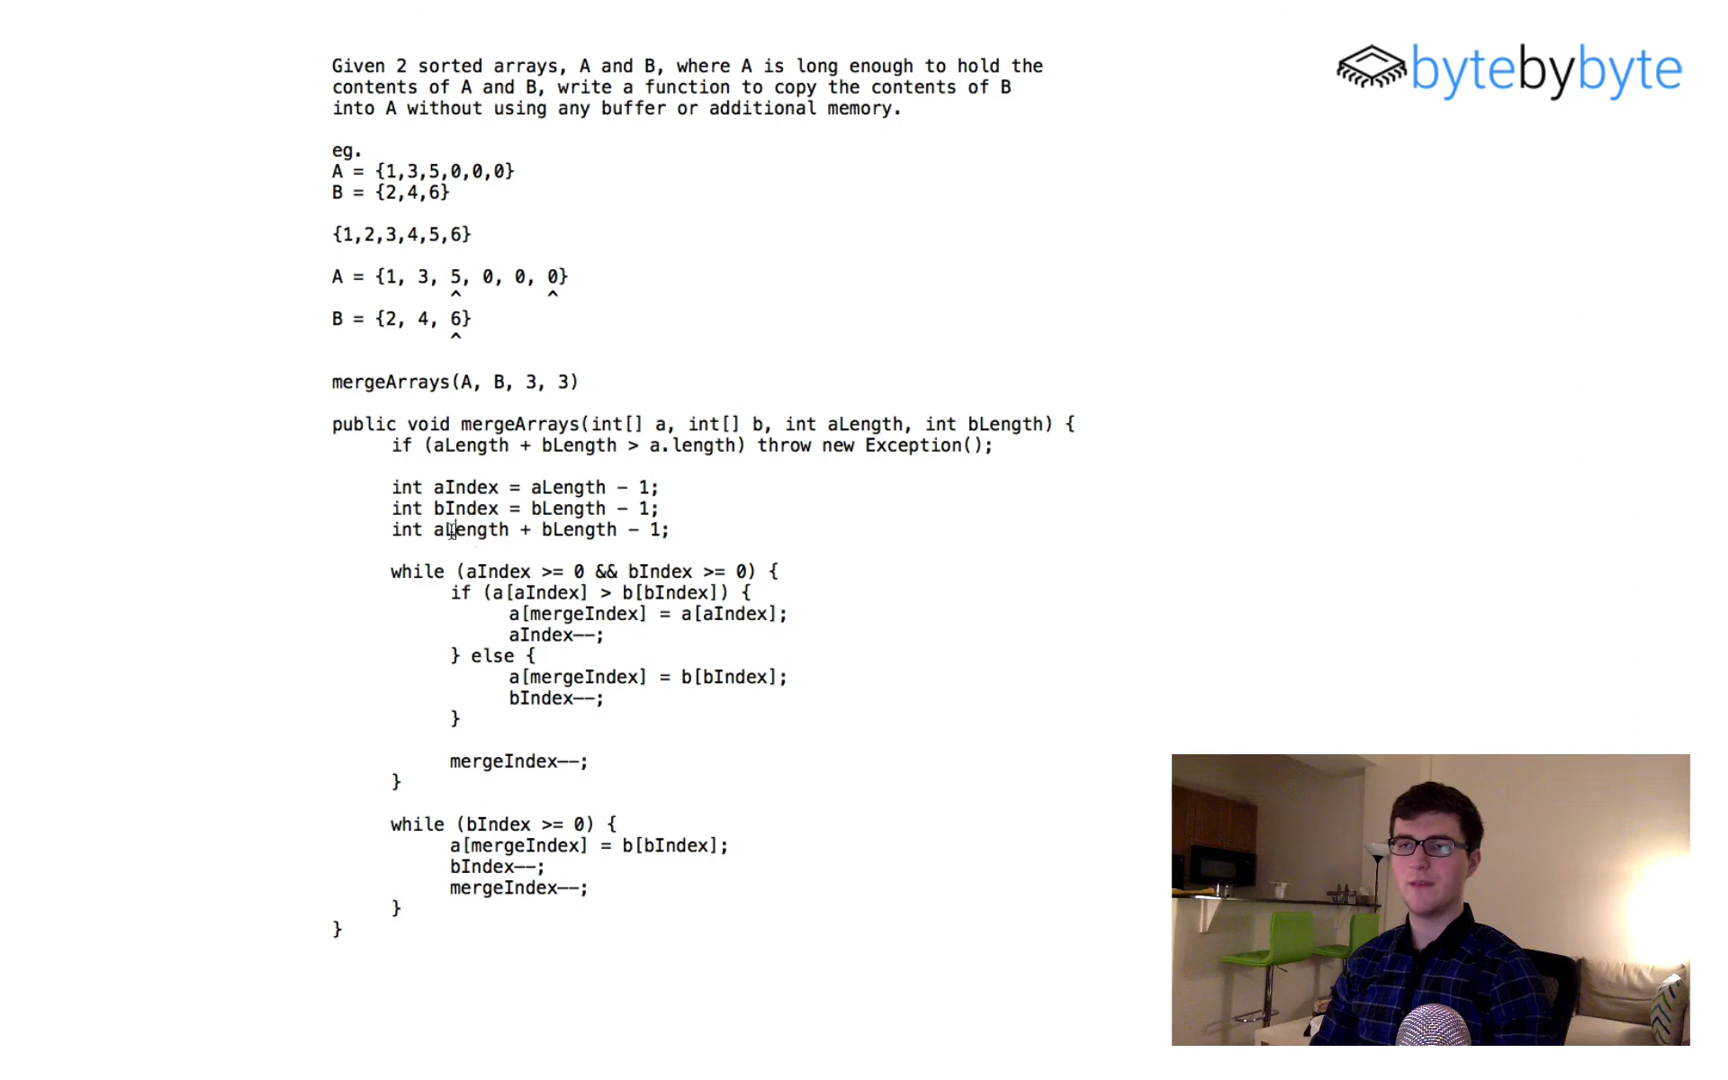 bytebybyte
Given 2 sorted arrays, A and B, where A is long enough to hold the
contents of A and B, write a function to copy the contents of B
into A without using any buffer or additional memory.
eg.
A = {1,3,5,0,0,0}
B = {2,4,6}
{1,2,3,4,5,6}
A = {1, 3, 5, 0, 0, 0}
^ ^
B = {2, 4, 6}
^
mergeArrays(A, B, 3, 3)
public void mergeArrays(int[] a, int[] b, int aLength, int bLength) {
if (aLength + bLength > a.length) throw new Exception();
int aIndex = aLength - 1;
int bIndex = bLength - 1;
int aLength + bLength - 1;
while (aIndex >= 0 && bIndex >= 0) {
if (a[aIndex] > b[bIndex]) {
a[mergeIndex] = a[aIndex];
aIndex--;
} else {
a[mergeIndex] = b[bIndex];
bIndex--;
}
mergeIndex--;
}
while (bIndex >= 0) {
a[mergeIndex] = b[bIndex];
bIndex--;
mergeIndex--;
}
}